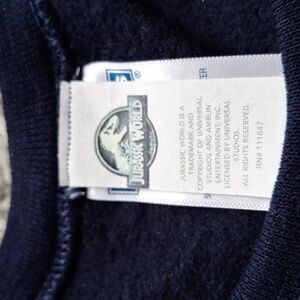 JURASSIC WORLD
JURASSIC WORLD IS A
TRADEMARK AND
COPYRIGHT OF UNIVERSAL
STUDIOS AND AMBLIN
ENTERTAINMENT, INC.
LICENSED BY UNIVERSAL
STUDIOS.
ALL RIGHTS RESERVED.
RN# 111647